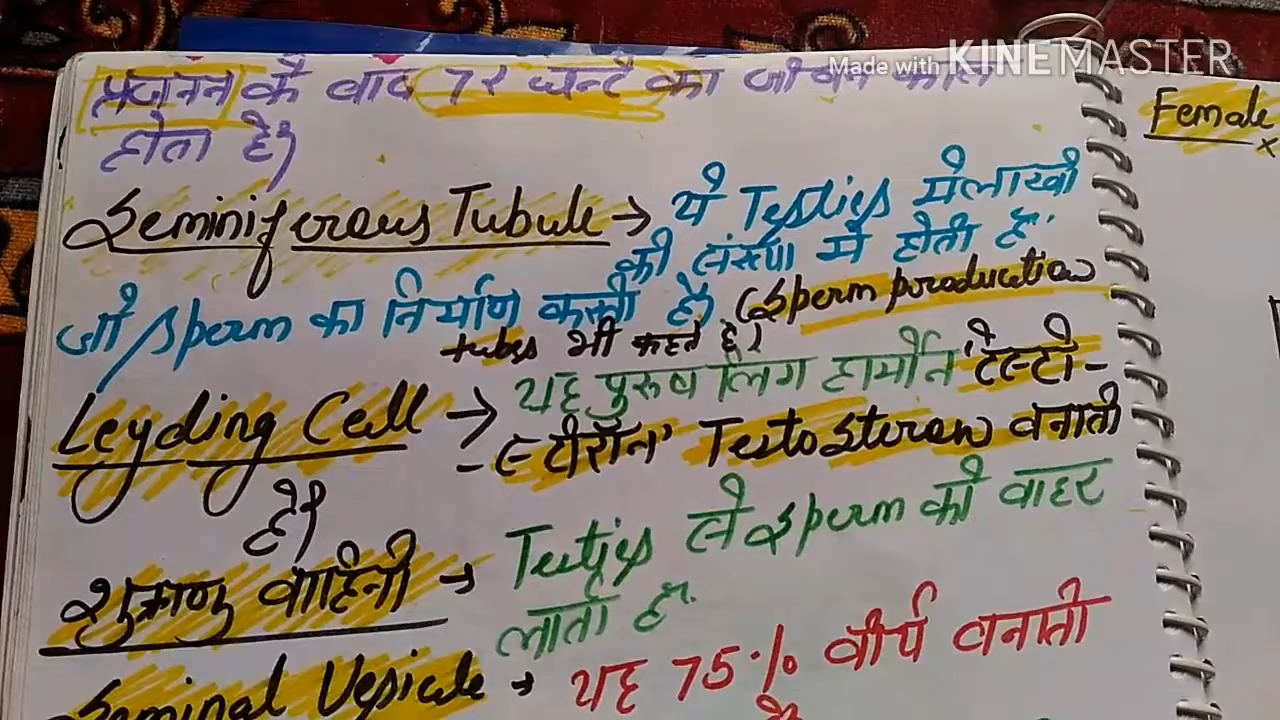 Made with KINEMASTER
प्रजनन के बाद 72 घन्टे का जीवन काल
होता है।
Female
Seminiferous Tubule → ये Testies मे लाखो
की संख्या में होती है.
जो Sperm का निर्माण करती है। (Sperm production
tubes भी कहते है)
Leyding Cell → यह पुरुष लिंग हार्मोन 'टेस्टो-
- स्टीरॉन' Testosteron बनाती
है।
शुक्राणु वाहिनी → Testies से Sperm को बाहर
लाती है.
Seminal Vesicle → यह 75% वीर्य बनाती